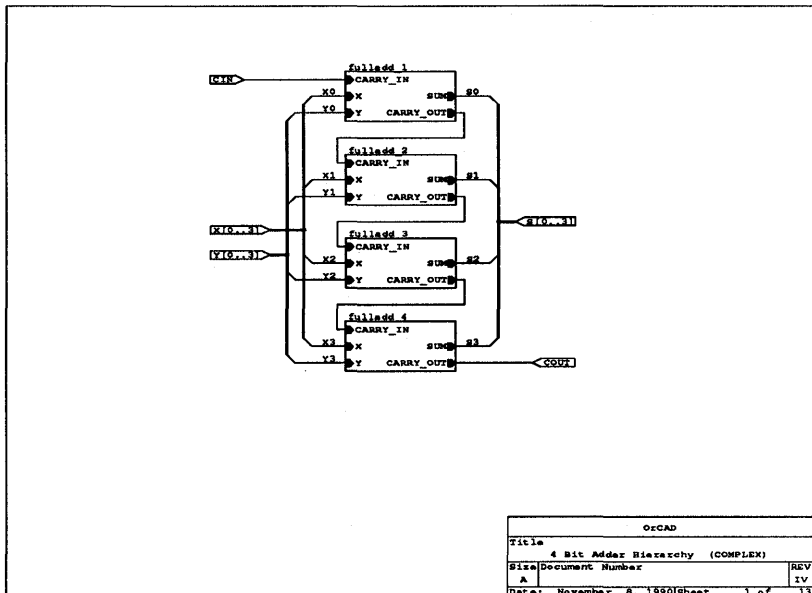 fulladd_1
CIN
CARRY_IN
X0 X SUM S0
Y0 Y CARRY_OUT
fulladd_2
CARRY_IN
X1 X SUM S1
Y1 Y CARRY_OUT
X[0..3] S[0..3]
fulladd_3
Y[0..3] CARRY_IN
X2 X SUM S2
Y2 Y CARRY_OUT
fulladd_4
CARRY_IN
X3 X SUM S3
Y3 Y CARRY_OUT COUT
OrCAD
Title
4 Bit Adder Hierarchy (COMPLEX)
Size Document Number REV
A IV
Date: November 8, 1990 Sheet 1 of 13